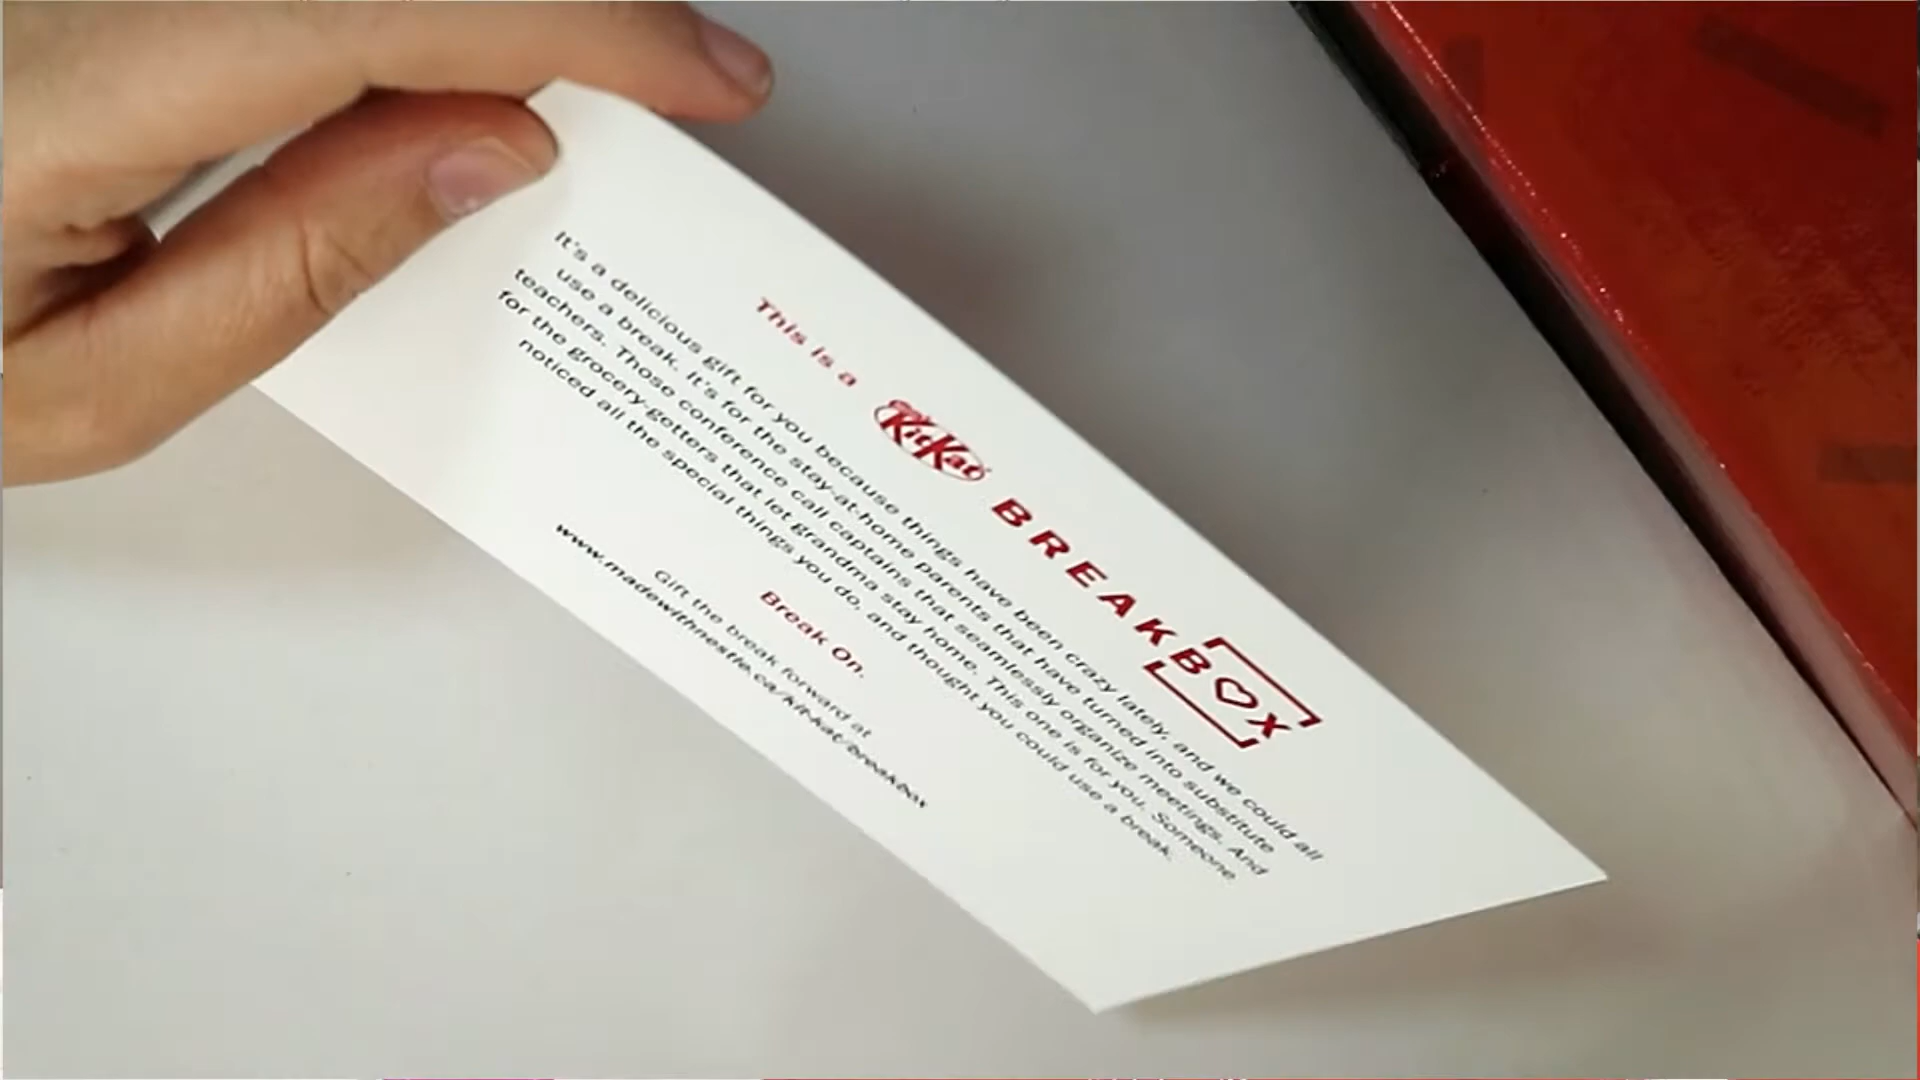 This is a KitKat BREAKBOX
It's a delicious gift for you because things have been crazy lately, and we could all
use a break. It's for the stay-at-home parents that have turned into substitute
teachers. Those conference call captains that seamlessly organize meetings. And
for the grocery-getters that let grandma stay home. This one is for you. Someone
noticed all the special things you do, and thought you could use a break.
Break On.
Gift the break forward at
www.madewithnestle.ca/kit-kat/breakbox